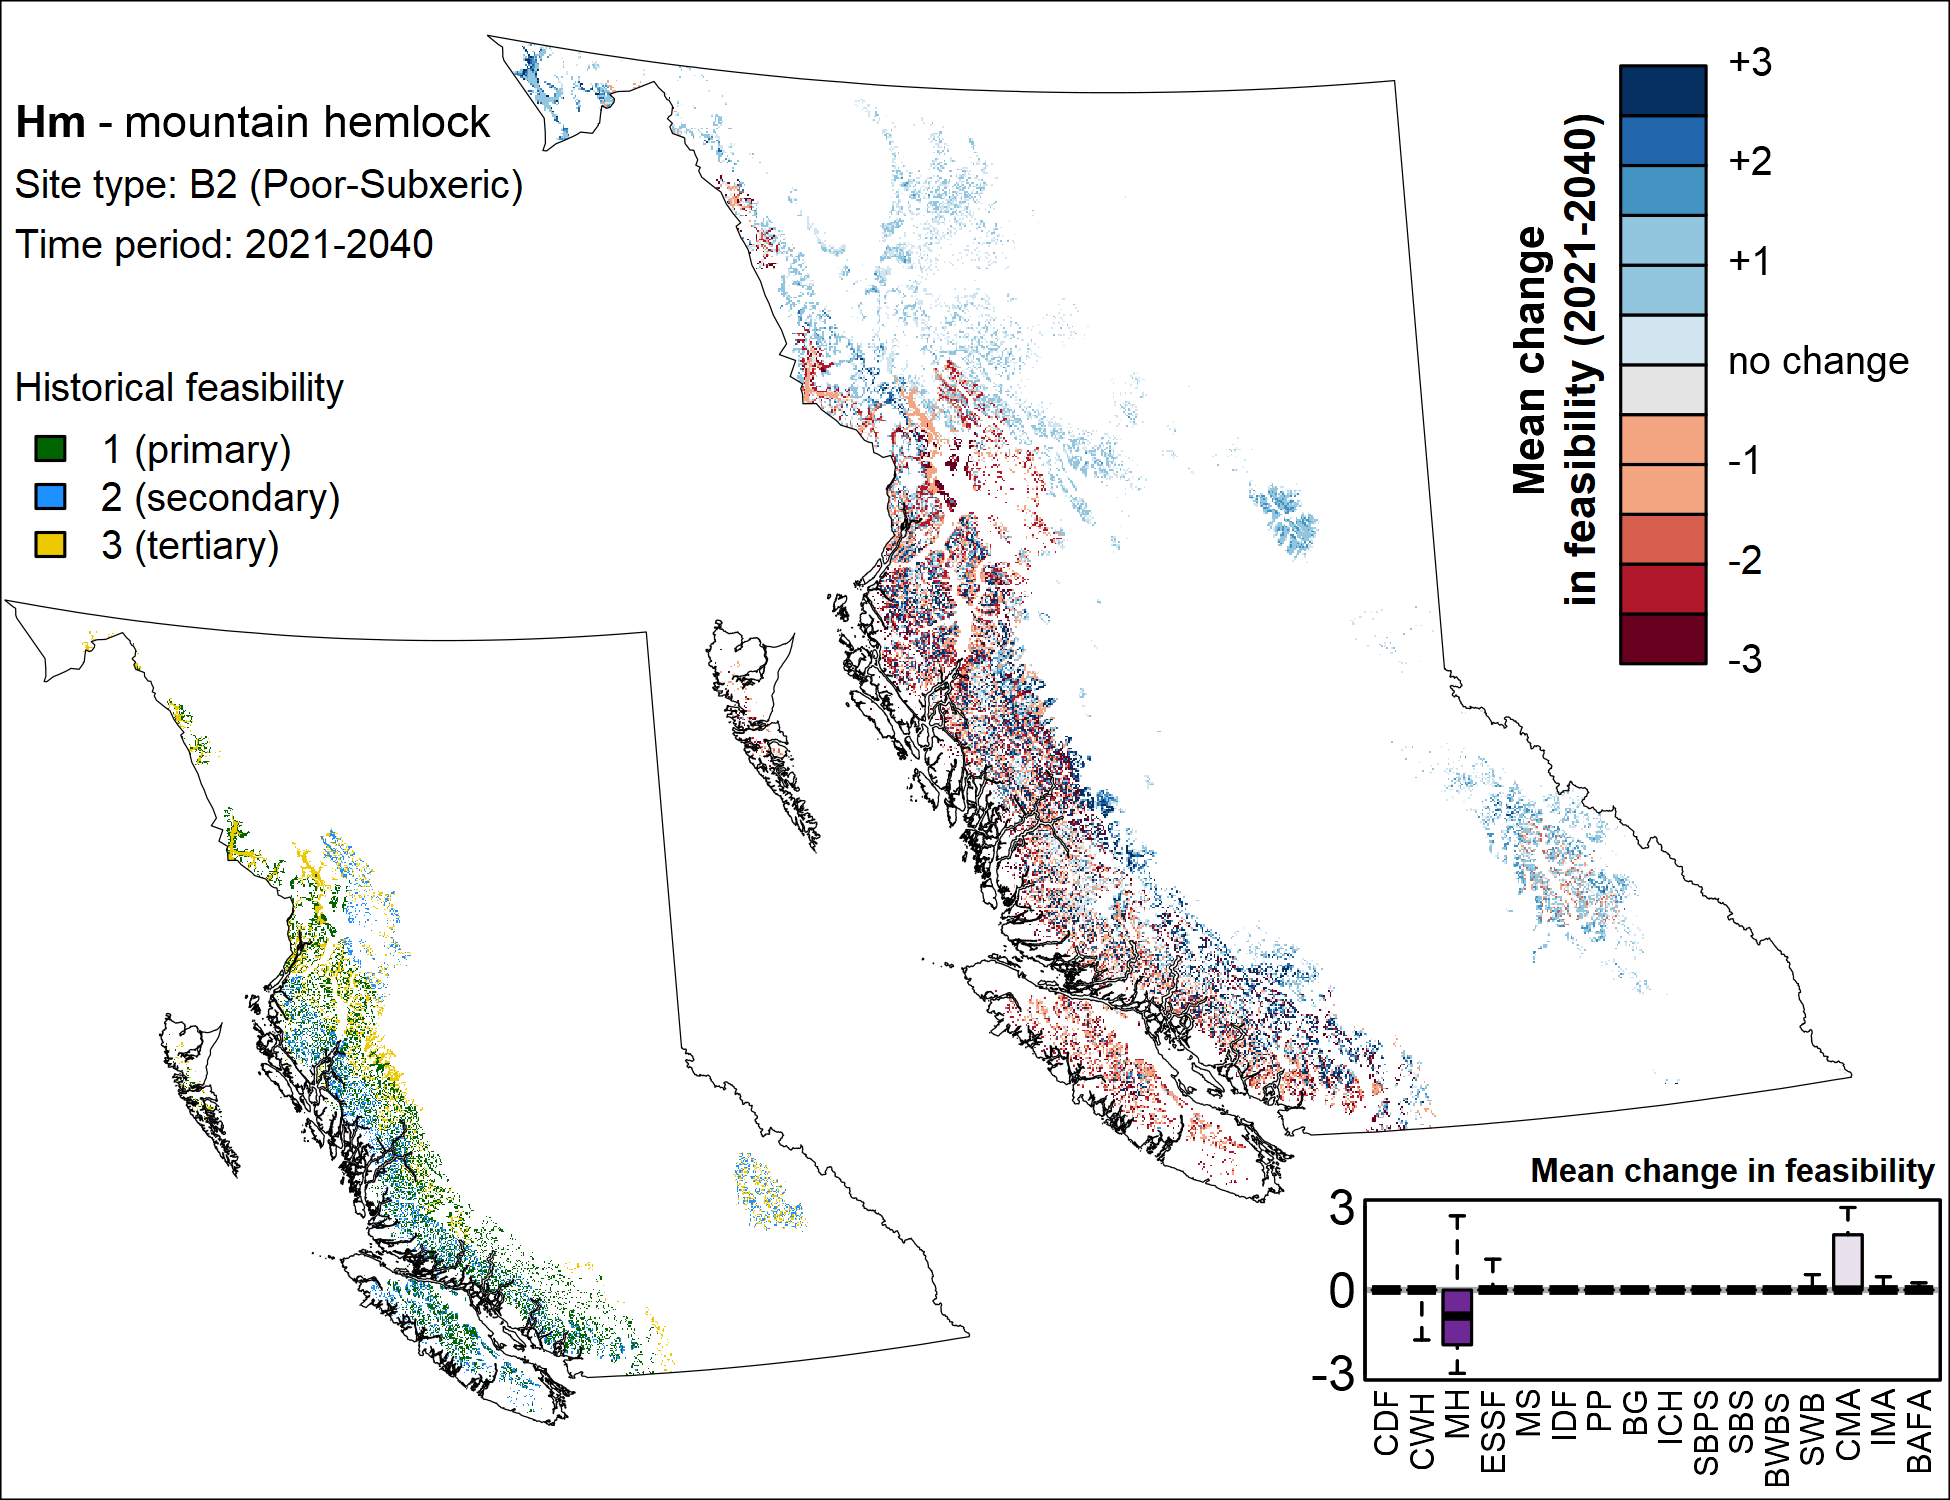 Hm - mountain hemlock
Site type: B2 (Poor-Subxeric)
Time period: 2021-2040
Historical feasibility
1 (primary)
2 (secondary)
3 (tertiary)
Mean change
in feasibility (2021-2040)
+3
+2
+1
no change
-1
-2
-3
Mean change in feasibility
3
0
-3
CDF
CWH
MH
ESSF
MS
IDF
PP
BG
ICH
SBPS
SBS
BWBS
SWB
CMA
IMA
BAFA